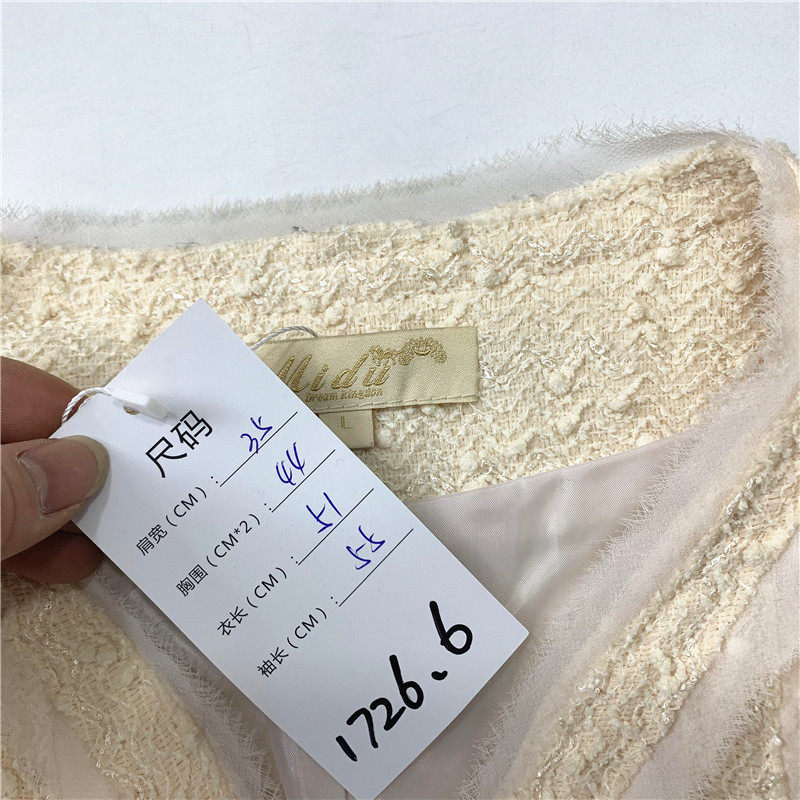 Midu
Dream Kingdom
L
尺码
肩宽(CM): 35
胸围(CM*2): 44
衣长(CM): 51
袖长(CM): 55
1726.6